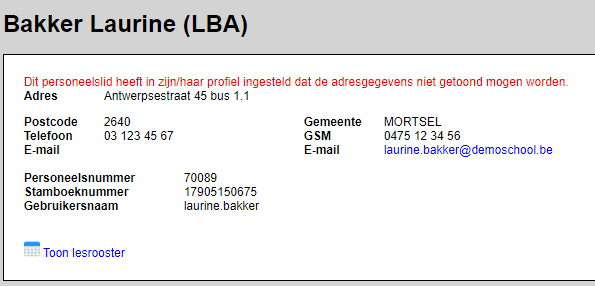 Bakker Laurine (LBA)
Dit personeelslid heeft in zijn/haar profiel ingesteld dat de adresgegevens niet getoond mogen worden.
Adres Antwerpsestraat 45 bus 1.1
Postcode 2640 Gemeente MORTSEL
Telefoon 03 123 45 67 GSM 0475 12 34 56
E-mail E-mail laurine.bakker@demoschool.be
Personeelsnummer 70089
Stamboeknummer 17905150675
Gebruikersnaam laurine.bakker
Toon lesrooster